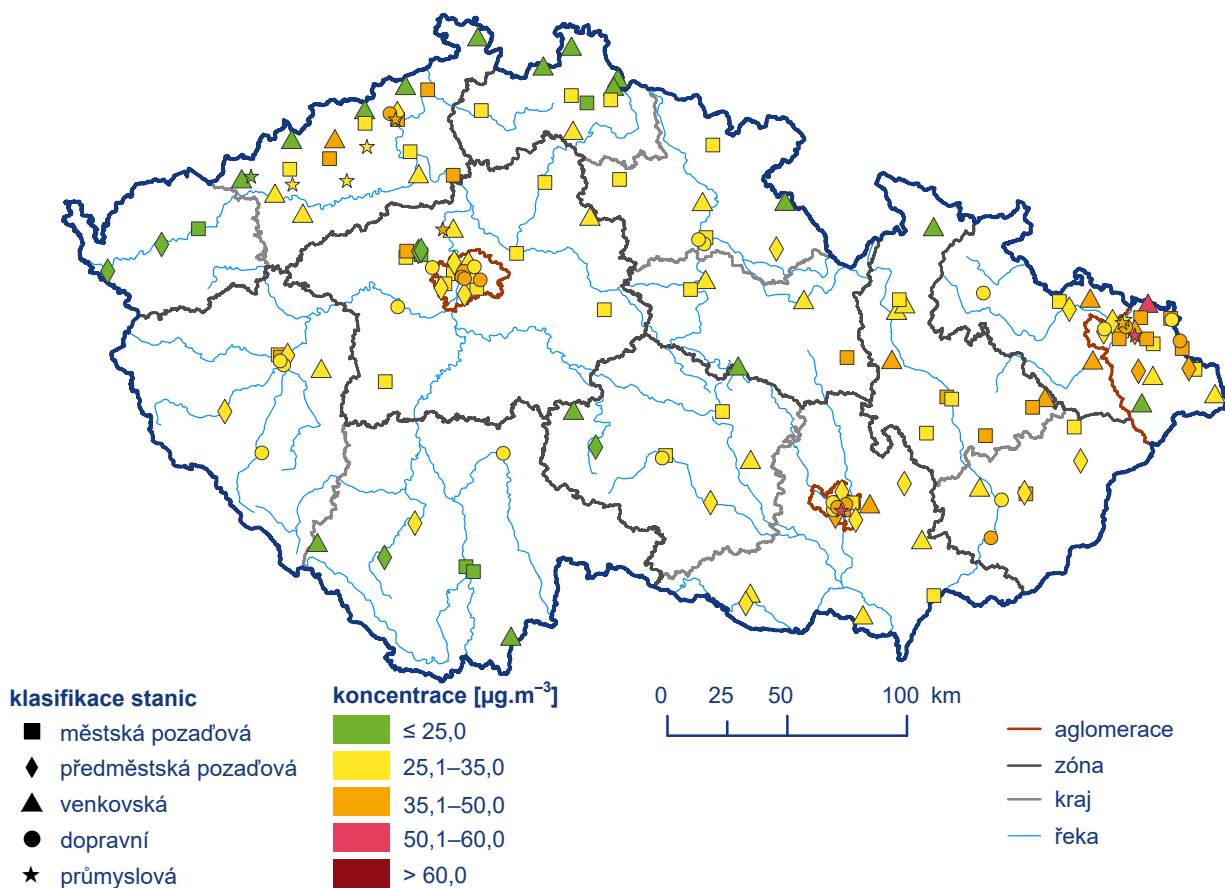 klasifikace stanic
městská pozaďová
předměstská pozaďová
venkovská
dopravní
průmyslová
koncentrace [µg.m⁻³]
≤ 25,0
25,1–35,0
35,1–50,0
50,1–60,0
> 60,0
0 25 50 100 km
aglomerace
zóna
kraj
řeka